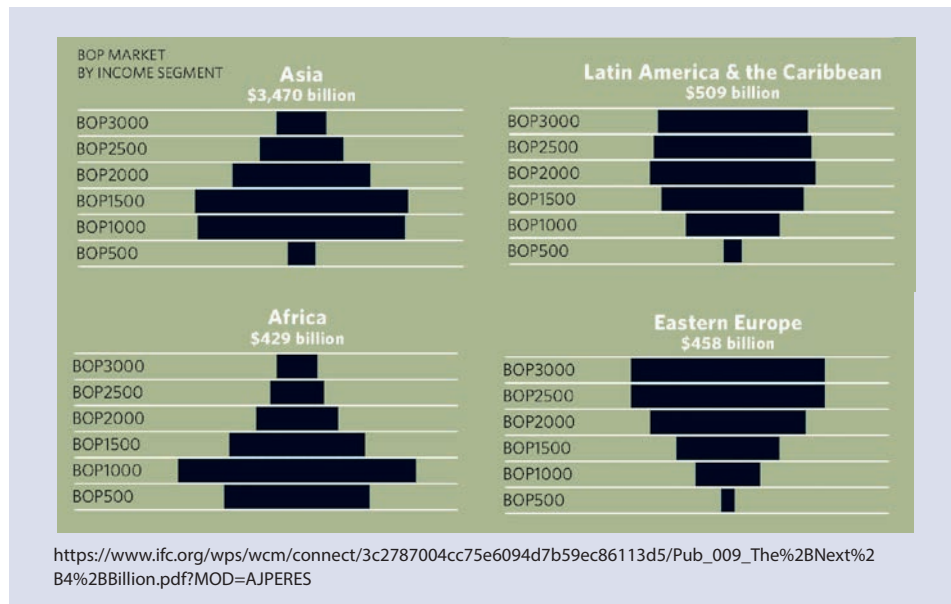 BOP MARKET
BY INCOME SEGMENT
Asia
$3,470 billion
BOP3000
BOP2500
BOP2000
BOP1500
BOP1000
BOP500
Latin America & the Caribbean
$509 billion
BOP3000
BOP2500
BOP2000
BOP1500
BOP1000
BOP500
Africa
$429 billion
BOP3000
BOP2500
BOP2000
BOP1500
BOP1000
BOP500
Eastern Europe
$458 billion
BOP3000
BOP2500
BOP2000
BOP1500
BOP1000
BOP500
https://www.ifc.org/wps/wcm/connect/3c2787004cc75e6094d7b59ec86113d5/Pub_009_The%2BNext%2
B4%2BBillion.pdf?MOD=AJPERES